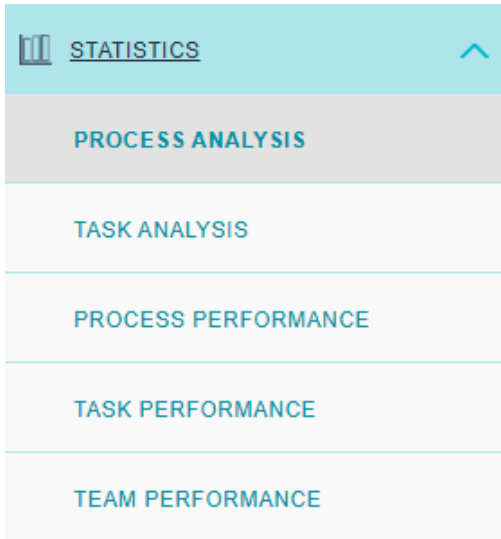 STATISTICS
PROCESS ANALYSIS
TASK ANALYSIS
PROCESS PERFORMANCE
TASK PERFORMANCE
TEAM PERFORMANCE